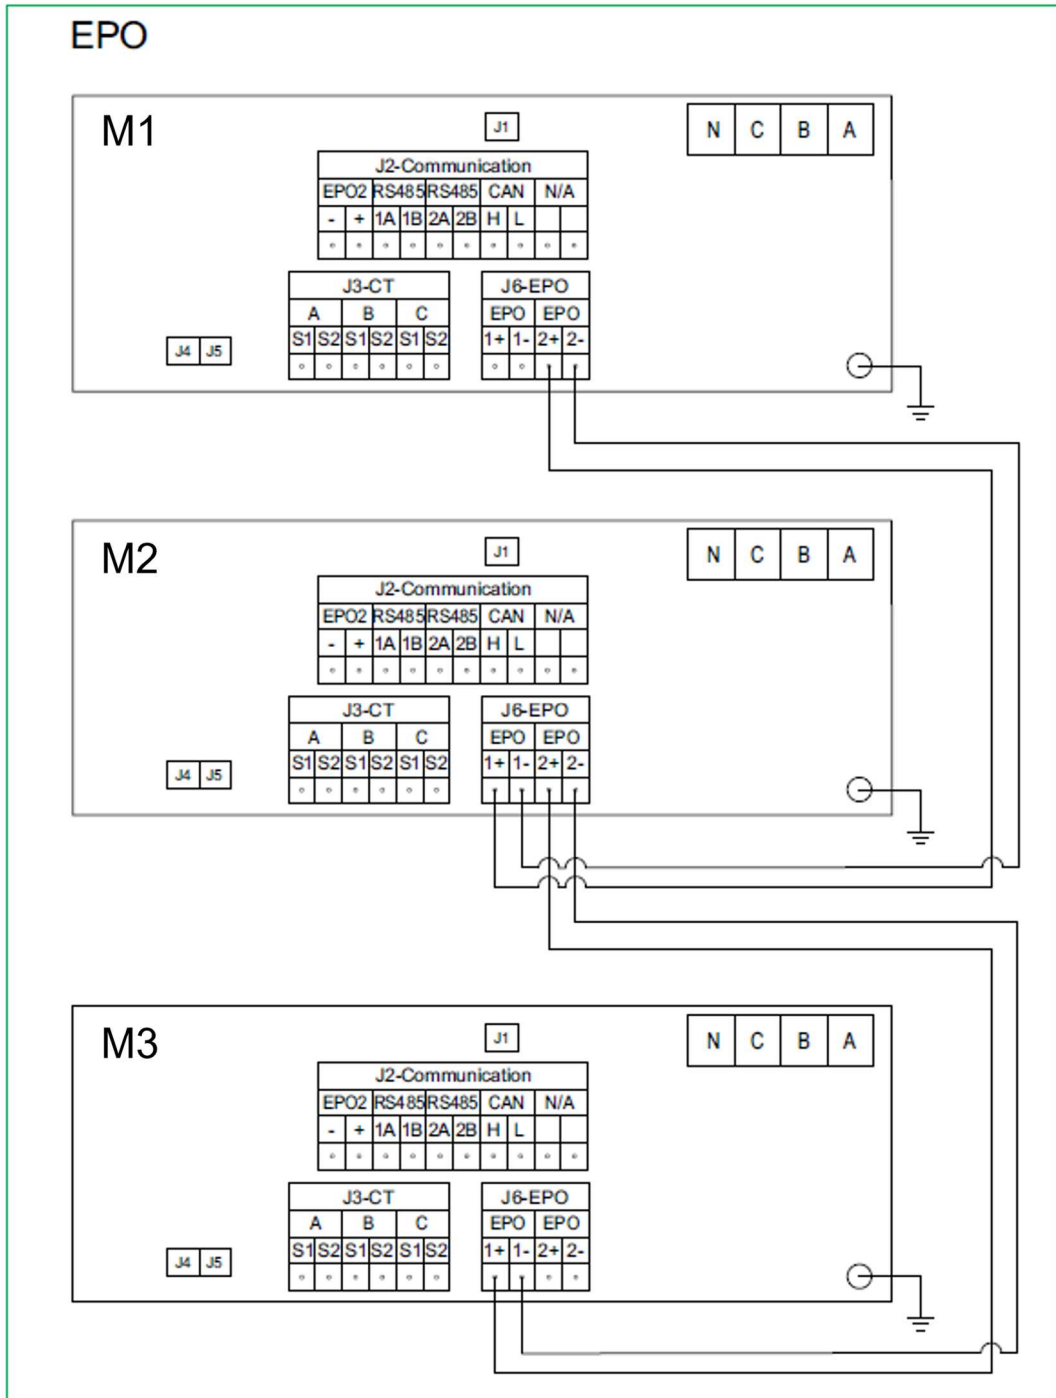 EPO
M1
J1
N C B A
J2-Communication
EPO2 RS485 RS485 CAN N/A
- + 1A 1B 2A 2B H L
J3-CT J6-EPO
A B C EPO EPO
S1 S2 S1 S2 S1 S2 1+ 1- 2+ 2-
J4 J5
M2
J1
N C B A
J2-Communication
EPO2 RS485 RS485 CAN N/A
- + 1A 1B 2A 2B H L
J3-CT J6-EPO
A B C EPO EPO
S1 S2 S1 S2 S1 S2 1+ 1- 2+ 2-
J4 J5
M3
J1
N C B A
J2-Communication
EPO2 RS485 RS485 CAN N/A
- + 1A 1B 2A 2B H L
J3-CT J6-EPO
A B C EPO EPO
S1 S2 S1 S2 S1 S2 1+ 1- 2+ 2-
J4 J5